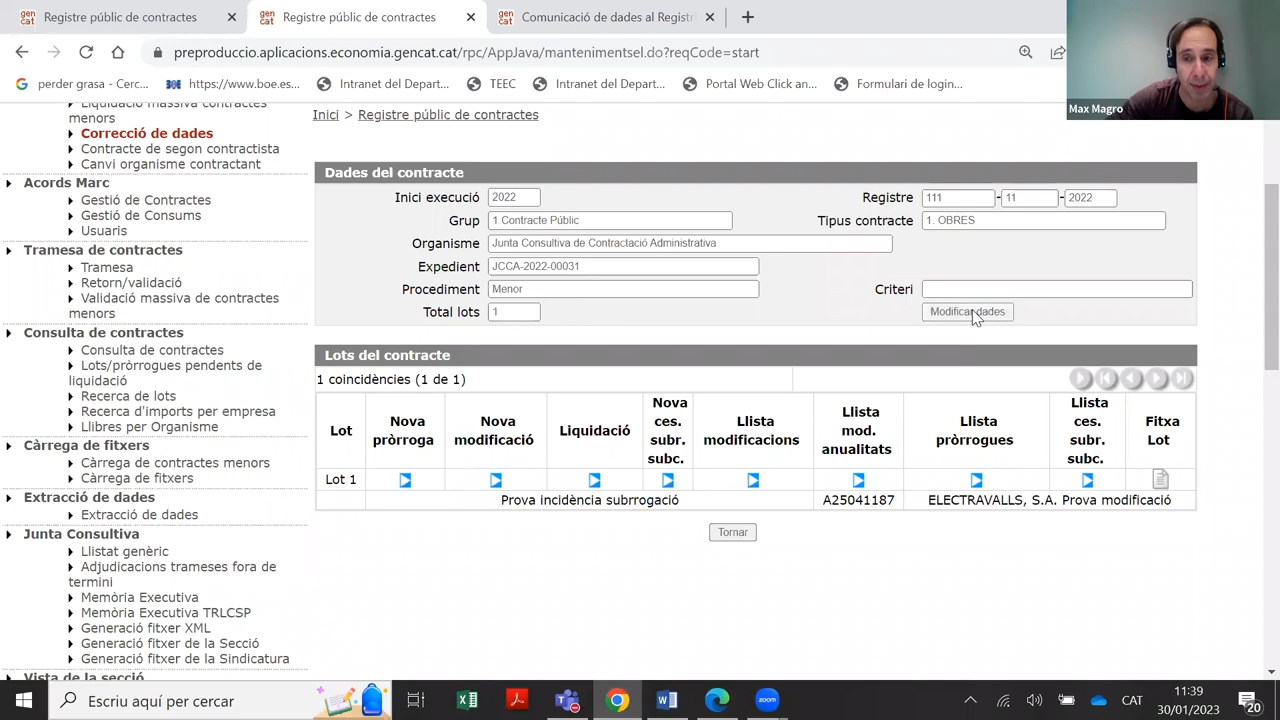 gen cat
Registre públic de contractes
gen cat
Registre públic de contractes
gen cat
Comunicació de dades al Registr
preproduccio.aplicacions.economia.gencat.cat/rpc/AppJava/mantenimentsel.do?reqCode=start
perder grasa - Cerc...
https://www.boe.es...
Intranet del Depart...
TEEC
Intranet del Depart...
Portal Web Click an...
Formulari de login...
Max Magro
Liquidació massiva contractes
menors
Correcció de dades
Contracte de segon contractista
Canvi organisme contractant
Acords Marc
Gestió de Contractes
Gestió de Consums
Usuaris
Tramesa de contractes
Tramesa
Retorn/validació
Validació massiva de contractes
menors
Consulta de contractes
Consulta de contractes
Lots/pròrrogues pendents de
liquidació
Recerca de lots
Recerca d'imports per empresa
Llibres per Organisme
Càrrega de fitxers
Càrrega de contractes menors
Càrrega de fitxers
Extracció de dades
Extracció de dades
Junta Consultiva
Llistat genèric
Adjudicacions trameses fora de
termini
Memòria Executiva
Memòria Executiva TRLCSP
Generació fitxer XML
Generació fitxer de la Secció
Generació fitxer de la Sindicatura
Vista de la secció
Inici > Registre públic de contractes
Dades del contracte
Inici execució 2022
Registre 111 - 11 - 2022
Grup 1.Contracte Públic
Tipus contracte 1. OBRES
Organisme Junta Consultiva de Contractació Administrativa
Expedient JCCA-2022-00031
Procediment Menor
Criteri
Total lots 1
Modificar dades
Lots del contracte
1 coincidències (1 de 1)
Lot
Nova
pròrroga
Nova
modificació
Liquidació
Nova
ces.
subr.
subc.
Llista
modificacions
Llista
mod.
anualitats
Llista
pròrrogues
Llista
ces.
subr.
subc.
Fitxa
Lot
Lot 1
Prova incidència subrrogació
A25041187
ELECTRAVALLS, S.A. Prova modificació
Tornar
Escriu aquí per cercar
zoom
CAT
11:39
30/01/2023
20